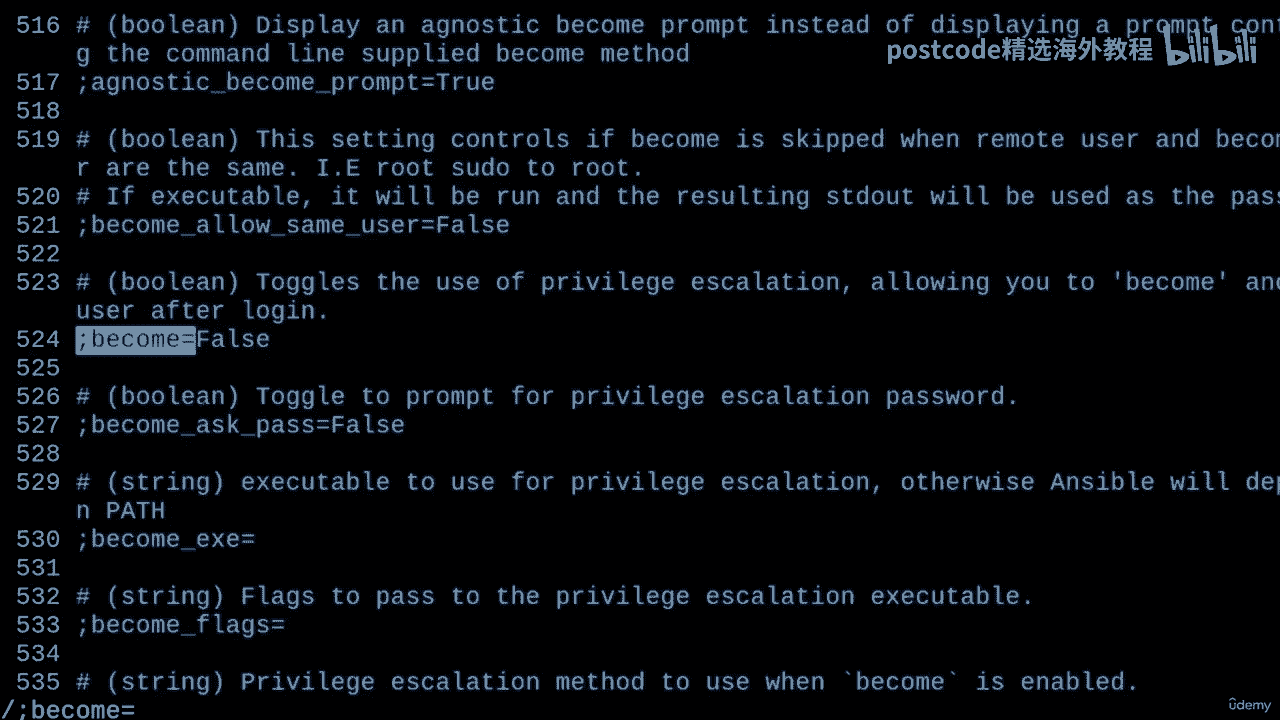 516 # (boolean) Display an agnostic become prompt instead of displaying a prompt
g the command line supplied become method
postcode精选海外教程 bilibili
517 ;agnostic_become_prompt=True
518
519 # (boolean) This setting controls if become is skipped when remote user and becom
r are the same. I.E root sudo to root.
520 # If executable, it will be run and the resulting stdout will be used as the pass
521 ;become_allow_same_user=False
522
523 # (boolean) Toggles the use of privilege escalation, allowing you to 'become' ano
user after login.
524 ;become=False
525
526 # (boolean) Toggle to prompt for privilege escalation password.
527 ;become_ask_pass=False
528
529 # (string) executable to use for privilege escalation, otherwise Ansible will dep
n PATH
530 ;become_exe=
531
532 # (string) Flags to pass to the privilege escalation executable.
533 ;become_flags=
534
535 # (string) Privilege escalation method to use when `become` is enabled.
/;become=
ûdemy